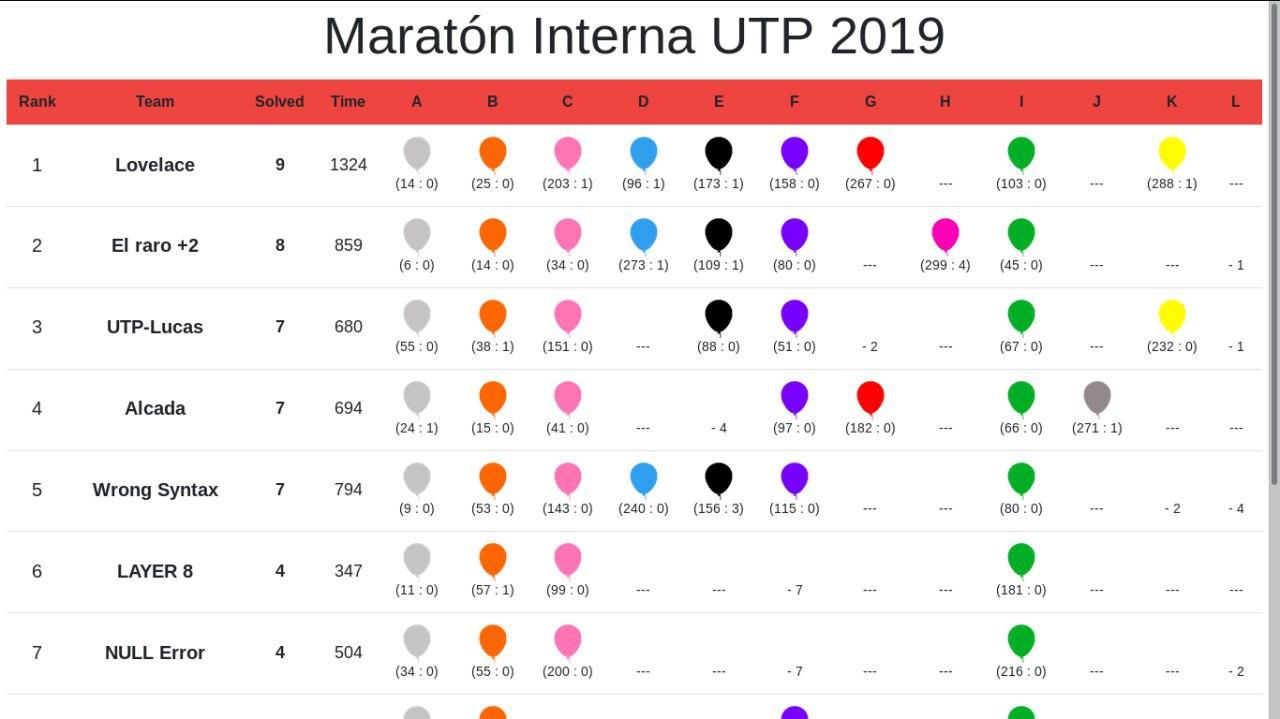 Maratón Interna UTP 2019
Rank Team Solved Time A B C D E F G H I J K L
1 Lovelace 9 1324 (14 : 0) (25 : 0) (203 : 1) (96 : 1) (173 : 1) (158 : 0) (267 : 0) --- (103 : 0) --- (288 : 1) ---
2 El raro +2 8 859 (6 : 0) (14 : 0) (34 : 0) (273 : 1) (109 : 1) (80 : 0) --- (299 : 4) (45 : 0) --- --- - 1
3 UTP-Lucas 7 680 (55 : 0) (38 : 1) (151 : 0) --- (88 : 0) (51 : 0) - 2 --- (67 : 0) --- (232 : 0) - 1
4 Alcada 7 694 (24 : 1) (15 : 0) (41 : 0) --- - 4 (97 : 0) (182 : 0) --- (66 : 0) (271 : 1) --- ---
5 Wrong Syntax 7 794 (9 : 0) (53 : 0) (143 : 0) (240 : 0) (156 : 3) (115 : 0) --- --- (80 : 0) --- - 2 - 4
6 LAYER 8 4 347 (11 : 0) (57 : 1) (99 : 0) --- --- - 7 --- --- (181 : 0) --- --- ---
7 NULL Error 4 504 (34 : 0) (55 : 0) (200 : 0) --- --- - 7 --- --- (216 : 0) --- --- - 2